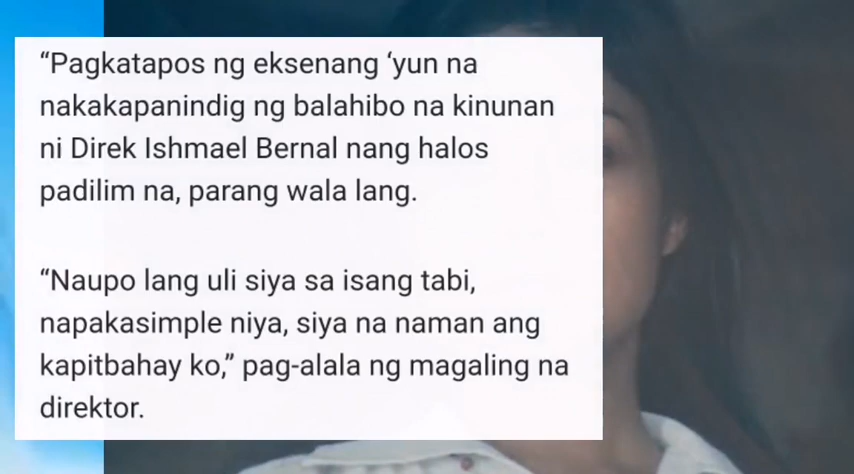 “Pagkatapos ng eksenang ‘yun na
nakakapanindig ng balahibo na kinunan
ni Direk Ishmael Bernal nang halos
padilim na, parang wala lang.
“Naupo lang uli siya sa isang tabi,
napakasimple niya, siya na naman ang
kapitbahay ko,” pag-alala ng magaling na
direktor.